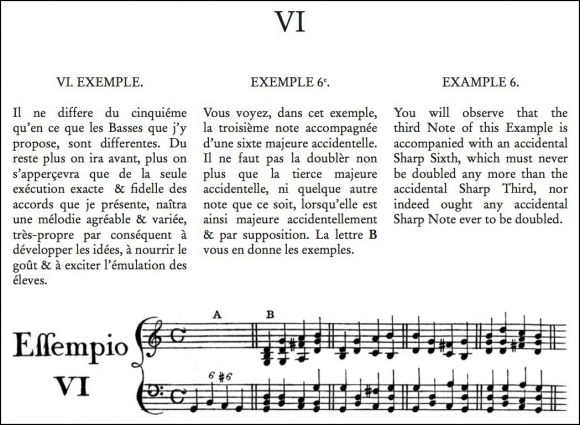 VI
VI. EXEMPLE.
Il ne differe du cinquiéme
qu'en ce que les Basses que j'y
propose, sont differentes. Du
reste plus on ira avant, plus on
s'apperçevra que de la seule
exécution exacte & fidelle des
accords que je présente, naîtra
une mélodie agréable & variée,
très-propre par conséquent à
développer les idées, à nourrir le
goût & à exciter l'émulation des
éleves.
EXEMPLE 6e.
Vous voyez, dans cet exemple,
la troisième note accompagnée
d'une sixte majeure accidentelle.
Il ne faut pas la doublèr non
plus que la tierce majeure
accidentelle, ni quelque autre
note que ce soit, lorsqu'elle est
ainsi majeure accidentellement
& par supposition. La lettre B
vous en donne les exemples.
EXAMPLE 6.
You will observe that the
third Note of this Example is
accompanied with an accidental
Sharp Sixth, which must never
be doubled any more than the
accidental Sharp Third, nor
indeed ought any accidental
Sharp Note ever to be doubled.
A B
Eſſempio
VI
6 #6